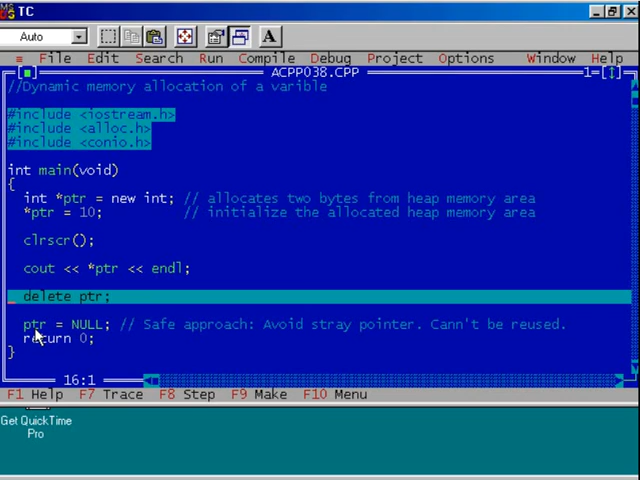 MS TC
Auto A
≡ File Edit Search Run Compile Debug Project Options Window Help
ACPP038.CPP 1=[↕]
//Dynamic memory allocation of a varible
#include <iostream.h>
#include <alloc.h>
#include <conio.h>
int main(void)
{
int *ptr = new int; // allocates two bytes from heap memory area
*ptr = 10; // initialize the allocated heap memory area
clrscr();
cout << *ptr << endl;
delete ptr;
ptr = NULL; // Safe approach: Avoid stray pointer. Cann't be reused.
return 0;
}
16:1
F1 Help F7 Trace F8 Step F9 Make F10 Menu
Get QuickTime
Pro